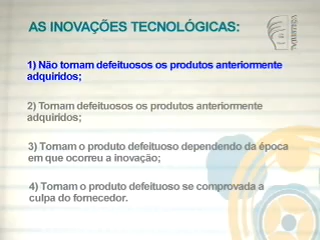 AS INOVAÇÕES TECNOLÓGICAS:
1) Não tornam defeituosos os produtos anteriormente
adquiridos;
2) Tornam defeituosos os produtos anteriormente
adquiridos;
3) Tornam o produto defeituoso dependendo da época
em que ocorreu a inovação;
4) Tornam o produto defeituoso se comprovada a
culpa do fornecedor.